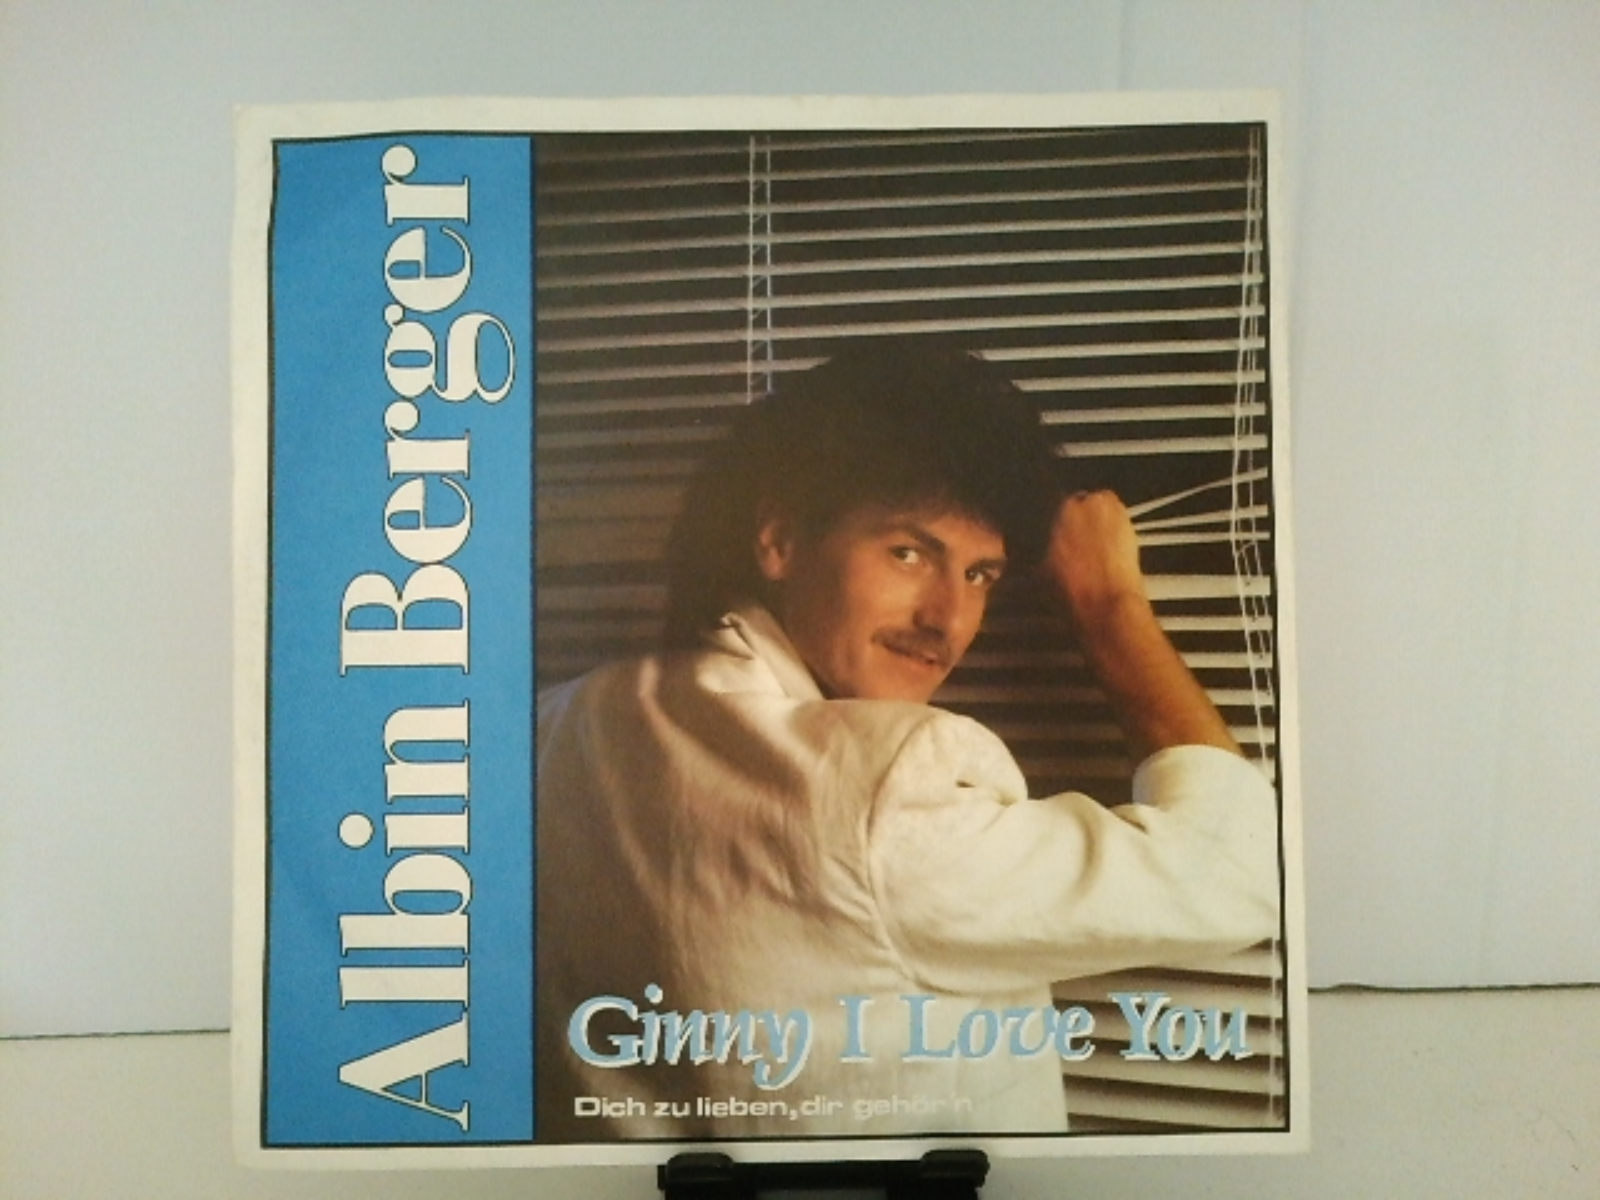 Albin Berger
Ginny I Love You
Dich zu lieben, dir gehör'n